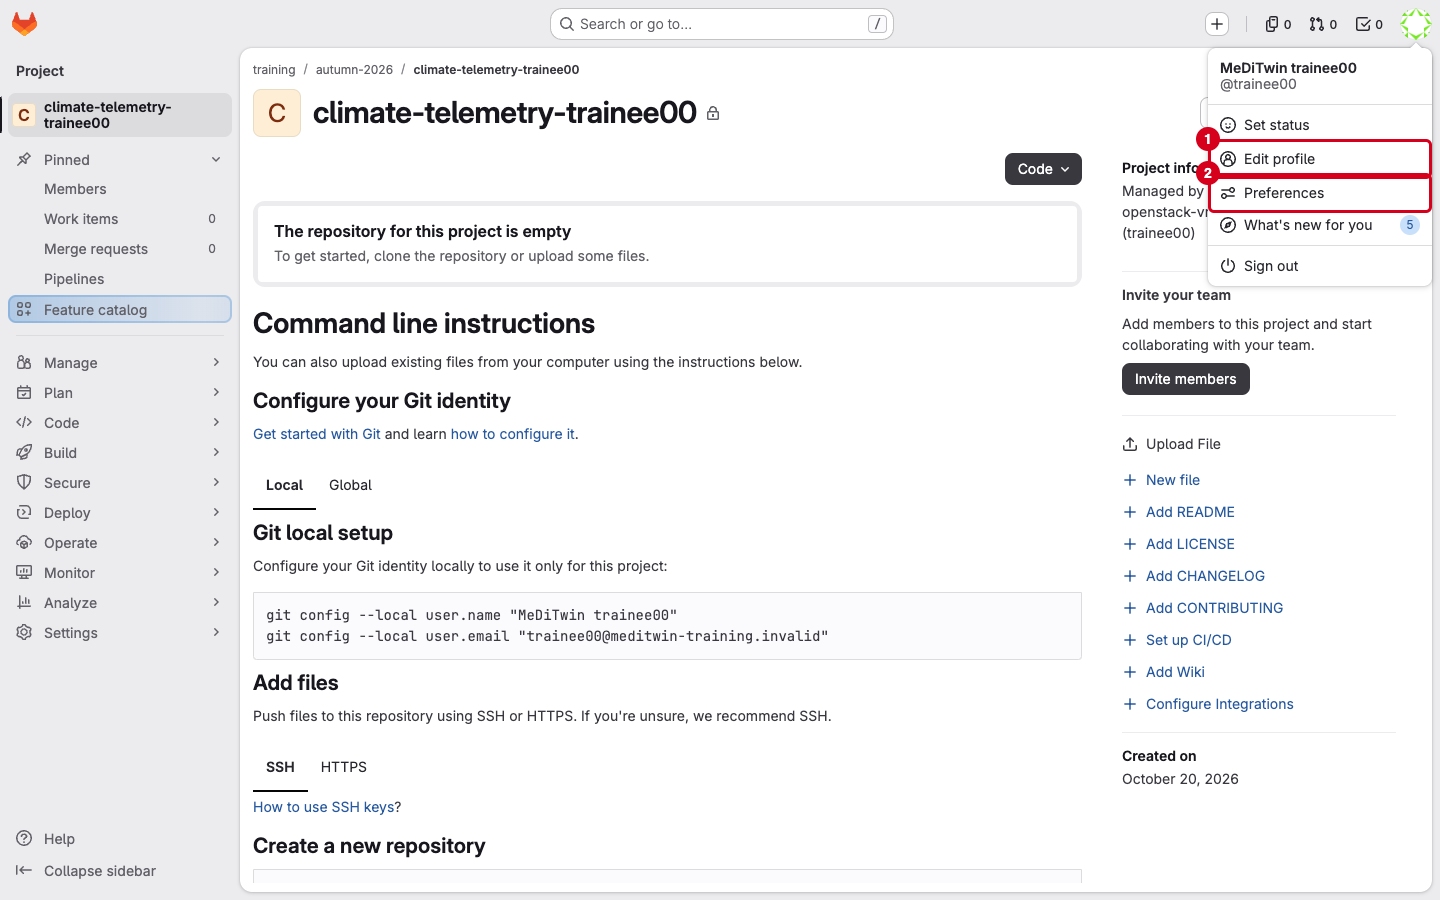 Search or go to...
/
0
0
0
Project
C
climate-telemetry-
trainee00
Pinned
Members
Work items 0
Merge requests 0
Pipelines
Feature catalog
Manage
Plan
Code
Build
Secure
Deploy
Operate
Monitor
Analyze
Settings
Help
Collapse sidebar
training / autumn-2026 / climate-telemetry-trainee00
C
climate-telemetry-trainee00
Code
The repository for this project is empty
To get started, clone the repository or upload some files.
Command line instructions
You can also upload existing files from your computer using the instructions below.
Configure your Git identity
Get started with Git and learn how to configure it.
Local Global
Git local setup
Configure your Git identity locally to use it only for this project:
git config --local user.name "MeDiTwin trainee00"
git config --local user.email "trainee00@meditwin-training.invalid"
Add files
Push files to this repository using SSH or HTTPS. If you're unsure, we recommend SSH.
SSH HTTPS
How to use SSH keys?
Create a new repository
MeDiTwin trainee00
@trainee00
Set status
1
Edit profile
2
Preferences
What's new for you 5
Sign out
Project info
Managed by
openstack-vr
(trainee00)
Invite your team
Add members to this project and start
collaborating with your team.
Invite members
Upload File
New file
Add README
Add LICENSE
Add CHANGELOG
Add CONTRIBUTING
Set up CI/CD
Add Wiki
Configure Integrations
Created on
October 20, 2026